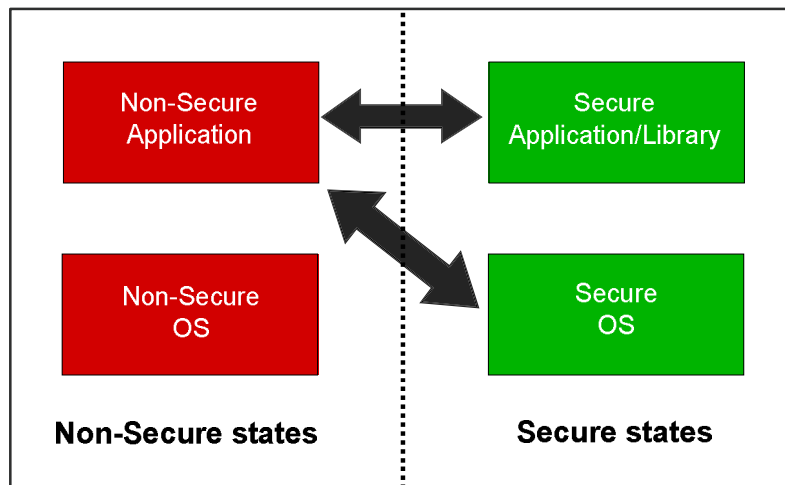 Non-Secure
Application
Secure
Application/Library
Non-Secure
OS
Secure
OS
Non-Secure states
Secure states